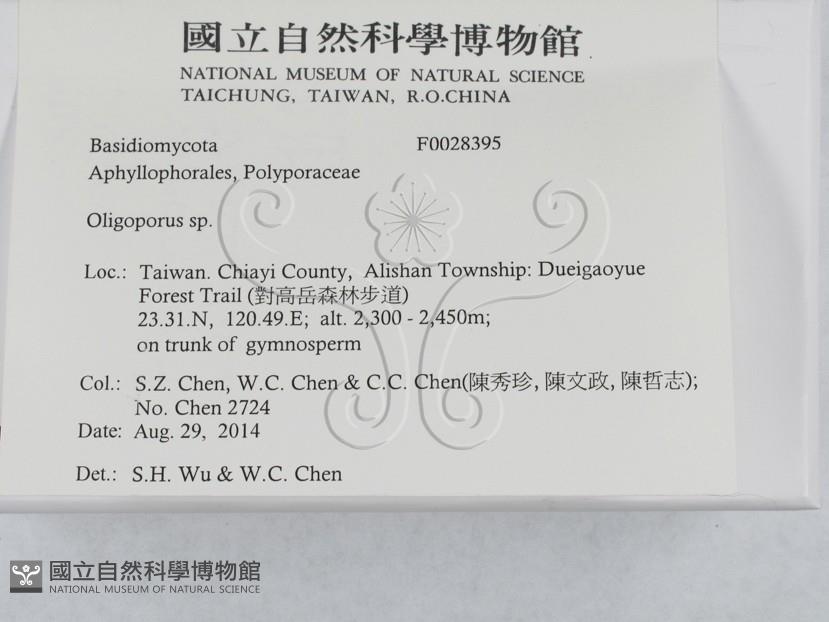 國立自然科學博物館
NATIONAL MUSEUM OF NATURAL SCIENCE
TAICHUNG, TAIWAN, R.O.CHINA
Basidiomycota F0028395
Aphyllophorales, Polyporaceae
Oligoporus sp.
Loc.: Taiwan. Chiayi County, Alishan Township: Dueigaoyue
Forest Trail (對高岳森林步道)
23.31.N, 120.49.E; alt. 2,300 - 2,450m;
on trunk of gymnosperm
Col.: S.Z. Chen, W.C. Chen & C.C. Chen(陳秀珍, 陳文政, 陳哲志);
No. Chen 2724
Date: Aug. 29, 2014
Det.: S.H. Wu & W.C. Chen
國立自然科學博物館
NATIONAL MUSEUM OF NATURAL SCIENCE